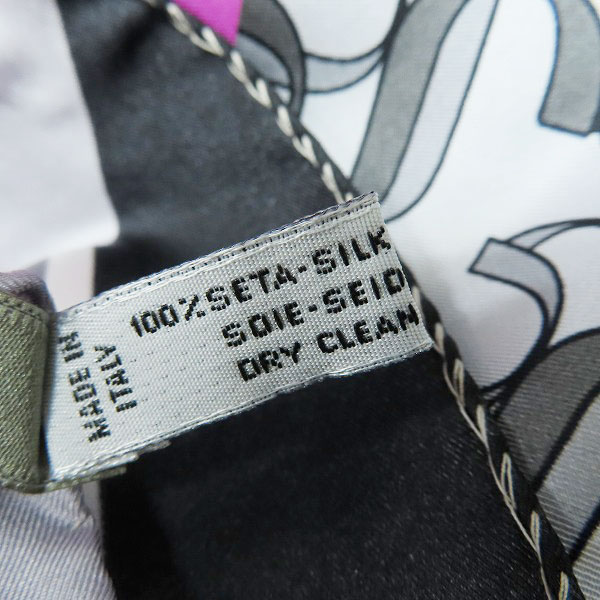 100%SETA-SILK
SOIE-SEID
DRY CLEAN
MADE IN
ITALY